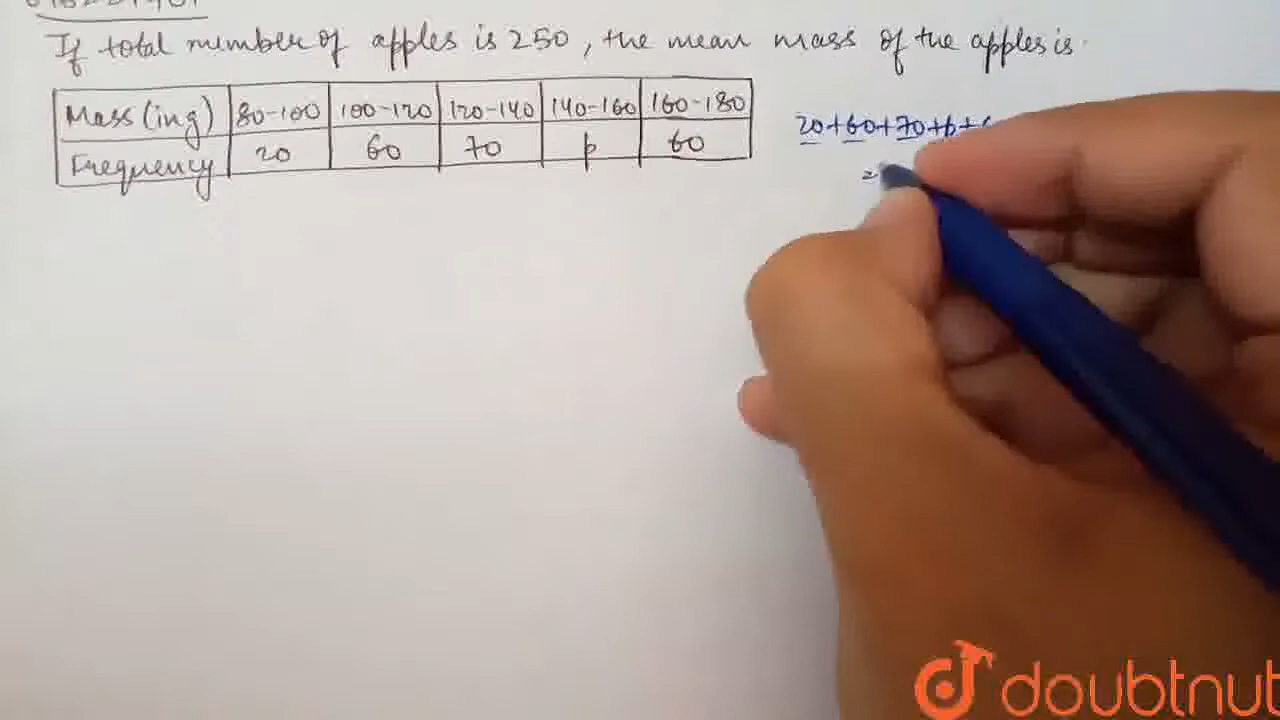 If total number of apples is 250, the mean mass of the apples is.
Mass (in g) 80-100 100-120 120-140 140-160 160-180
Frequency 20 60 70 p 60
20+60+70+p+
=
doubtnut